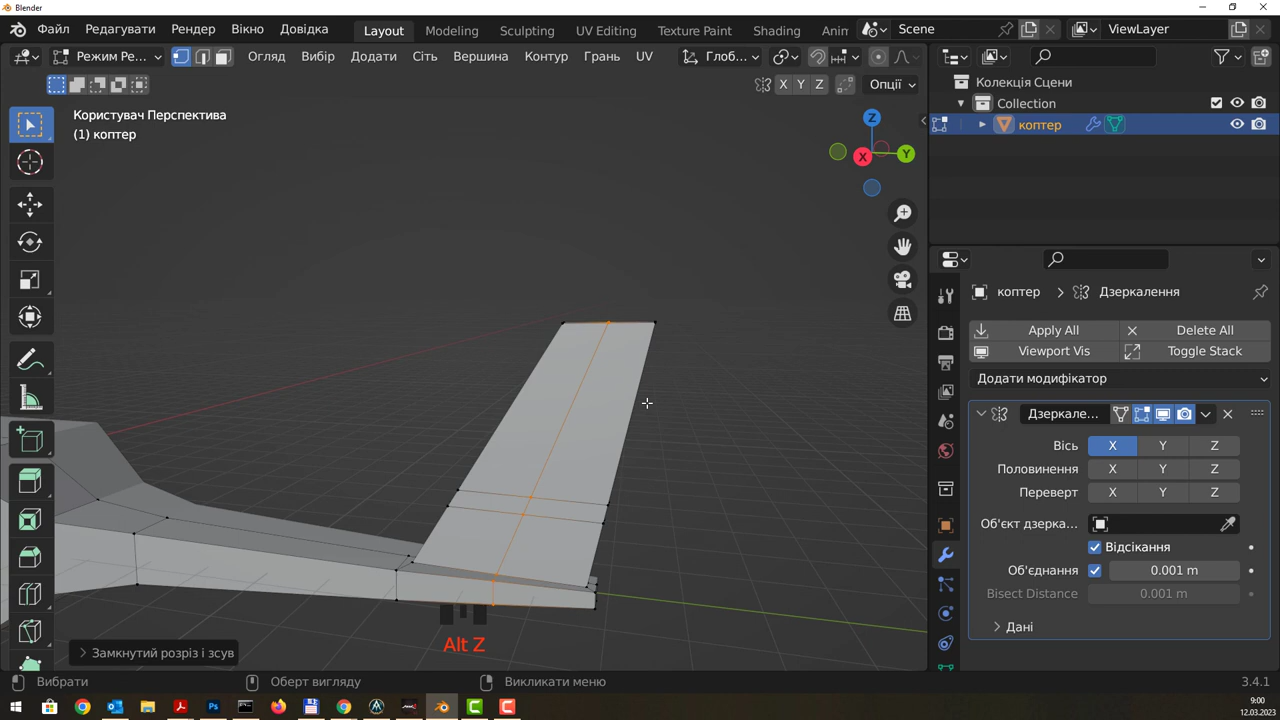 Blender
Файл Редагувати Рендер Вікно Довідка Layout Modeling Sculpting UV Editing Texture Paint Shading Anin Scene ViewLayer
Режим Ре... Огляд Вибір Додати Сіть Вершина Контур Грань UV Глоб...
X Y Z Опції
Користувач Перспектива
(1) коптер
Z
X Y
Alt Z
Замкнутий розріз і зсув
Колекція Сцени
Collection
коптер
коптер > Дзеркалення
Apply All Delete All
Viewport Vis Toggle Stack
Додати модифікатор
Дзеркале...
Вісь X Y Z
Половинення X Y Z
Переверт X Y Z
Об'єкт дзерка...
Відсікання
Об'єднання 0.001 m
Bisect Distance 0.001 m
Дані
Вибрати Оберт вигляду Викликати меню 3.4.1
9:00
12.03.2023